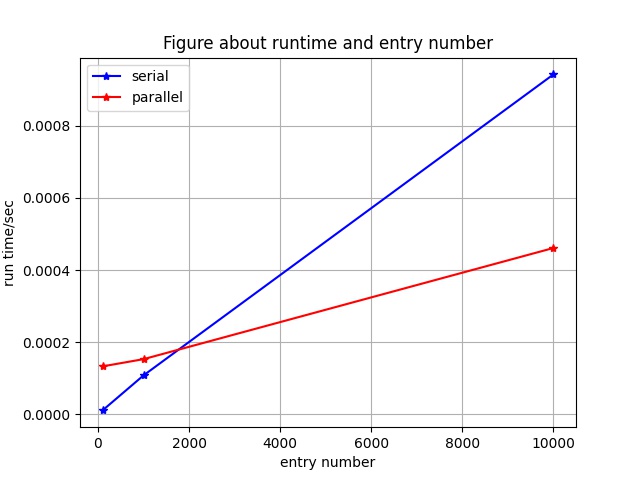 Figure about runtime and entry number
serial
parallel
0.0008
0.0006
0.0004
0.0002
0.0000
run time/sec
0 2000 4000 6000 8000 10000
entry number